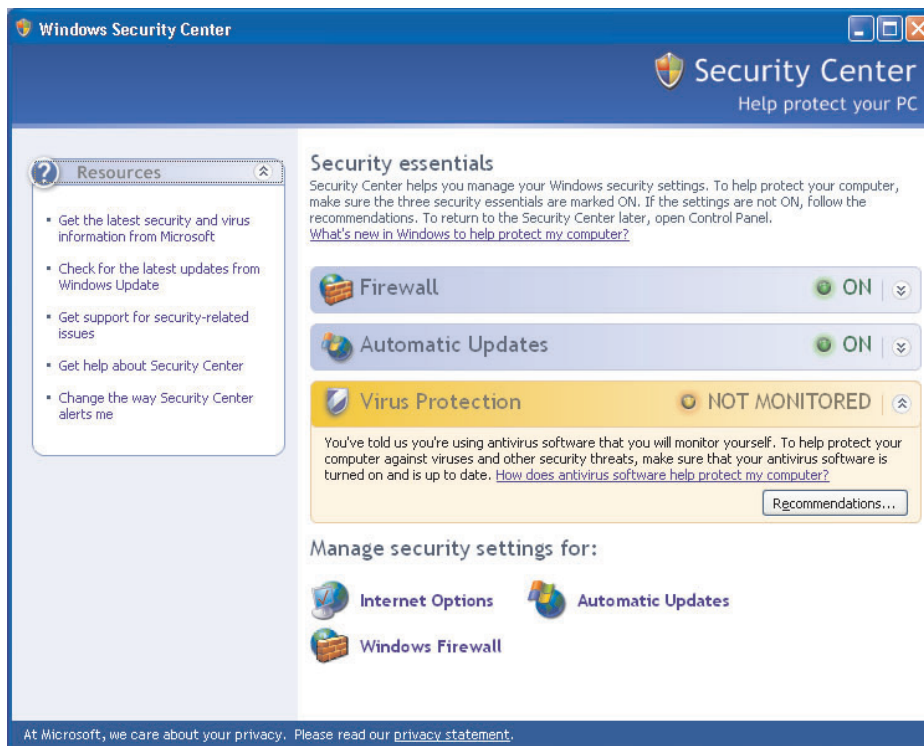 Windows Security Center
Security Center
Help protect your PC
Resources
Get the latest security and virus
information from Microsoft
Check for the latest updates from
Windows Update
Get support for security-related
issues
Get help about Security Center
Change the way Security Center
alerts me
Security essentials
Security Center helps you manage your Windows security settings. To help protect your computer,
make sure the three security essentials are marked ON. If the settings are not ON, follow the
recommendations. To return to the Security Center later, open Control Panel.
What's new in Windows to help protect my computer?
Firewall ON
Automatic Updates ON
Virus Protection NOT MONITORED
You've told us you're using antivirus software that you will monitor yourself. To help protect your
computer against viruses and other security threats, make sure that your antivirus software is
turned on and is up to date. How does antivirus software help protect my computer?
Recommendations...
Manage security settings for:
Internet Options Automatic Updates
Windows Firewall
At Microsoft, we care about your privacy. Please read our privacy statement.